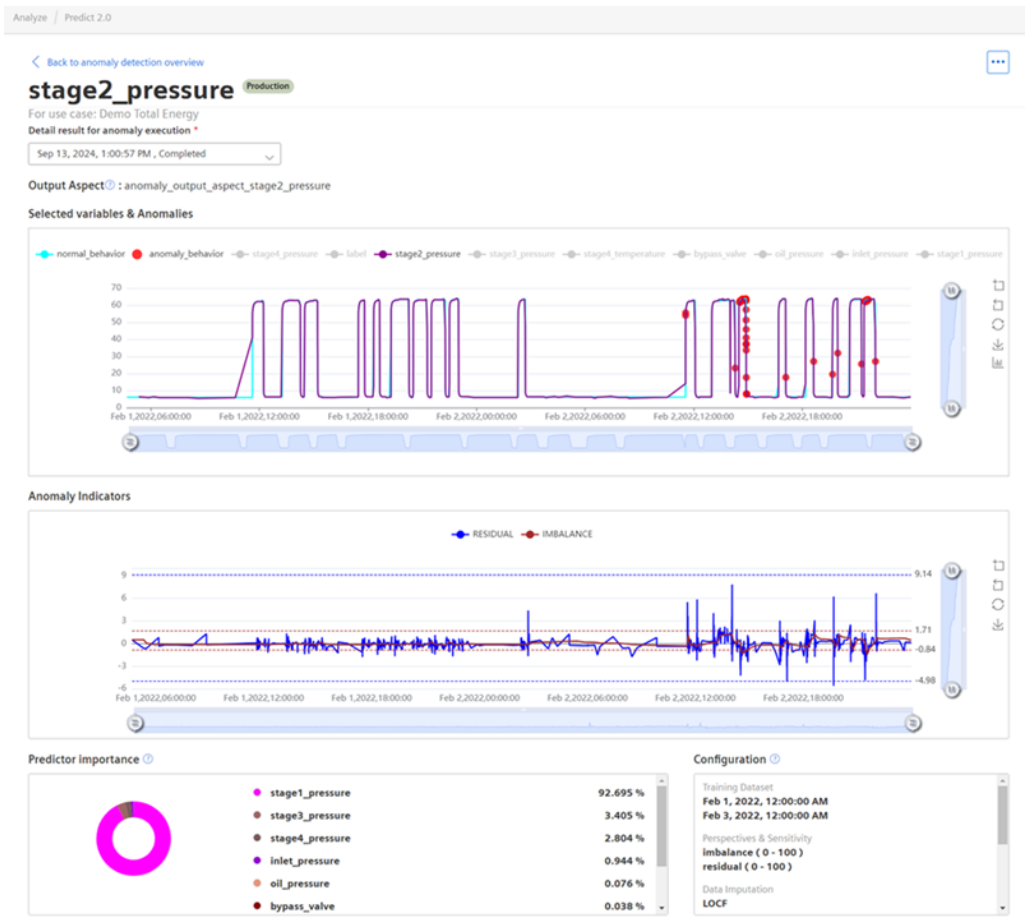 Analyze / Predict 2.0
Back to anomaly detection overview
stage2_pressure Production
For use case: Demo Total Energy
Detail result for anomaly execution *
Sep 13, 2024, 1:00:57 PM , Completed
Output Aspect : anomaly_output_aspect_stage2_pressure
Selected variables & Anomalies
normal_behavior anomaly_behavior stage4_pressure label stage2_pressure stage3_pressure stage4_temperature bypass_valve oil_pressure inlet_pressure stage1_pressure
70
60
50
40
30
20
10
0
Feb 1,2022,06:00:00 Feb 1,2022,12:00:00 Feb 1,2022,18:00:00 Feb 2,2022,00:00:00 Feb 2,2022,06:00:00 Feb 2,2022,12:00:00 Feb 2,2022,18:00:00
Anomaly Indicators
RESIDUAL IMBALANCE
9 9.14
6
3 1.71
0 -0.84
-3
-6 -4.98
Feb 1,2022,06:00:00 Feb 1,2022,12:00:00 Feb 1,2022,18:00:00 Feb 2,2022,00:00:00 Feb 2,2022,06:00:00 Feb 2,2022,12:00:00 Feb 2,2022,18:00:00
Predictor importance
stage1_pressure 92.695 %
stage3_pressure 3.405 %
stage4_pressure 2.804 %
inlet_pressure 0.944 %
oil_pressure 0.076 %
bypass_valve 0.038 %
Configuration
Training Dataset
Feb 1, 2022, 12:00:00 AM
Feb 3, 2022, 12:00:00 AM
Perspectives & Sensitivity
imbalance ( 0 - 100 )
residual ( 0 - 100 )
Data Imputation
LOCF